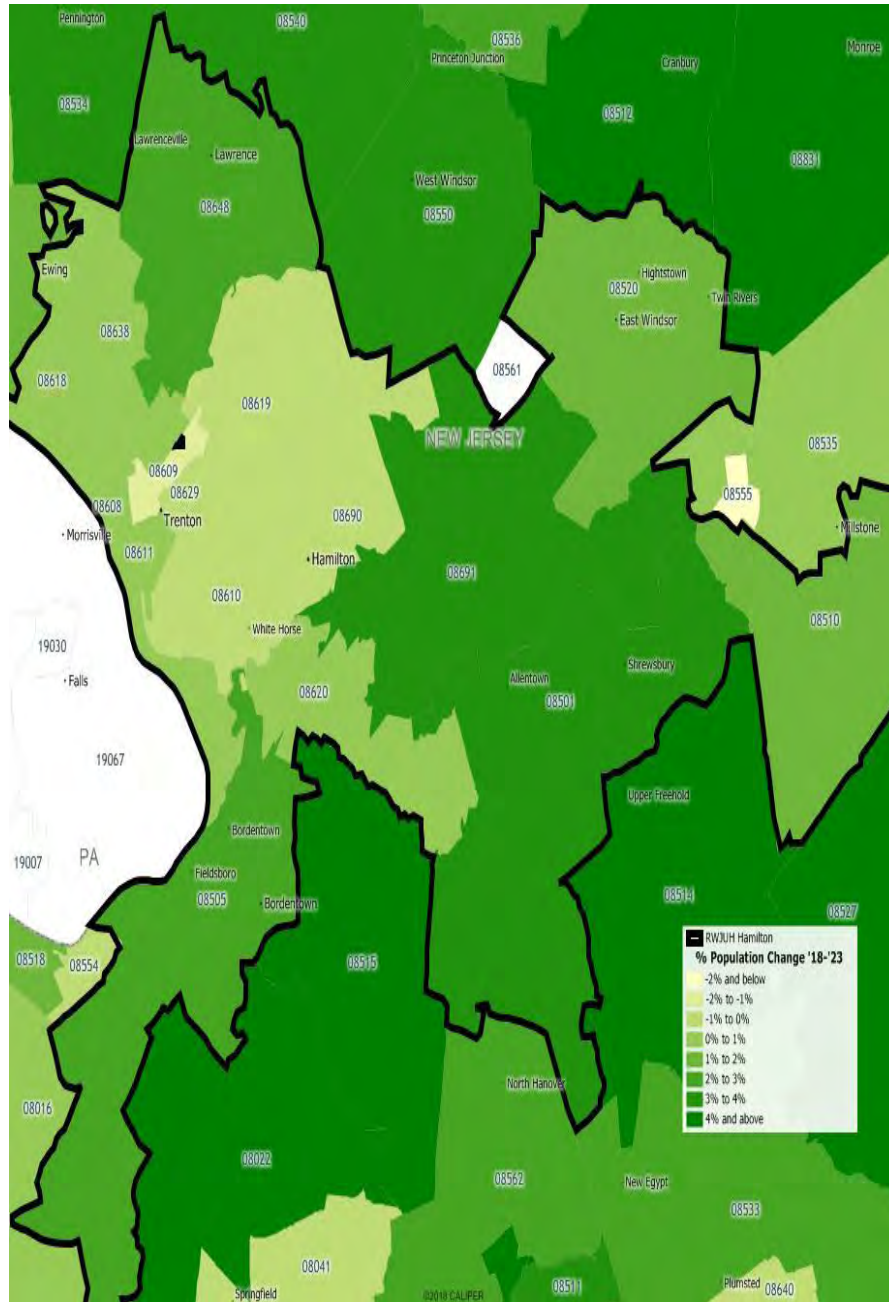 Pennington
08540
08536
Princeton Junction
Cranbury
Monroe
08534
08512
Lawrenceville
Lawrence
08831
West Windsor
08648
08550
Ewing
Hightstown
08520
Twin Rivers
East Windsor
08638
08618
08561
08619
NEW JERSEY
08535
08609
08629
08555
08608
Trenton
08690
Millstone
Morrisville
08611
Hamilton
08691
08610
08510
White Horse
19030
Falls
08620
Allentown
Shrewsbury
08501
19067
Upper Freehold
Bordentown
19007
PA
Fieldsboro
08505
Bordentown
08514
08527
08518
08554
08515
RWJUH Hamilton
% Population Change '18-'23
-2% and below
-2% to -1%
-1% to 0%
0% to 1%
1% to 2%
2% to 3%
3% to 4%
4% and above
North Hanover
08016
08022
08562
New Egypt
08533
08041
08511
Plumsted
08640
Springfield
©2018 CALIPER